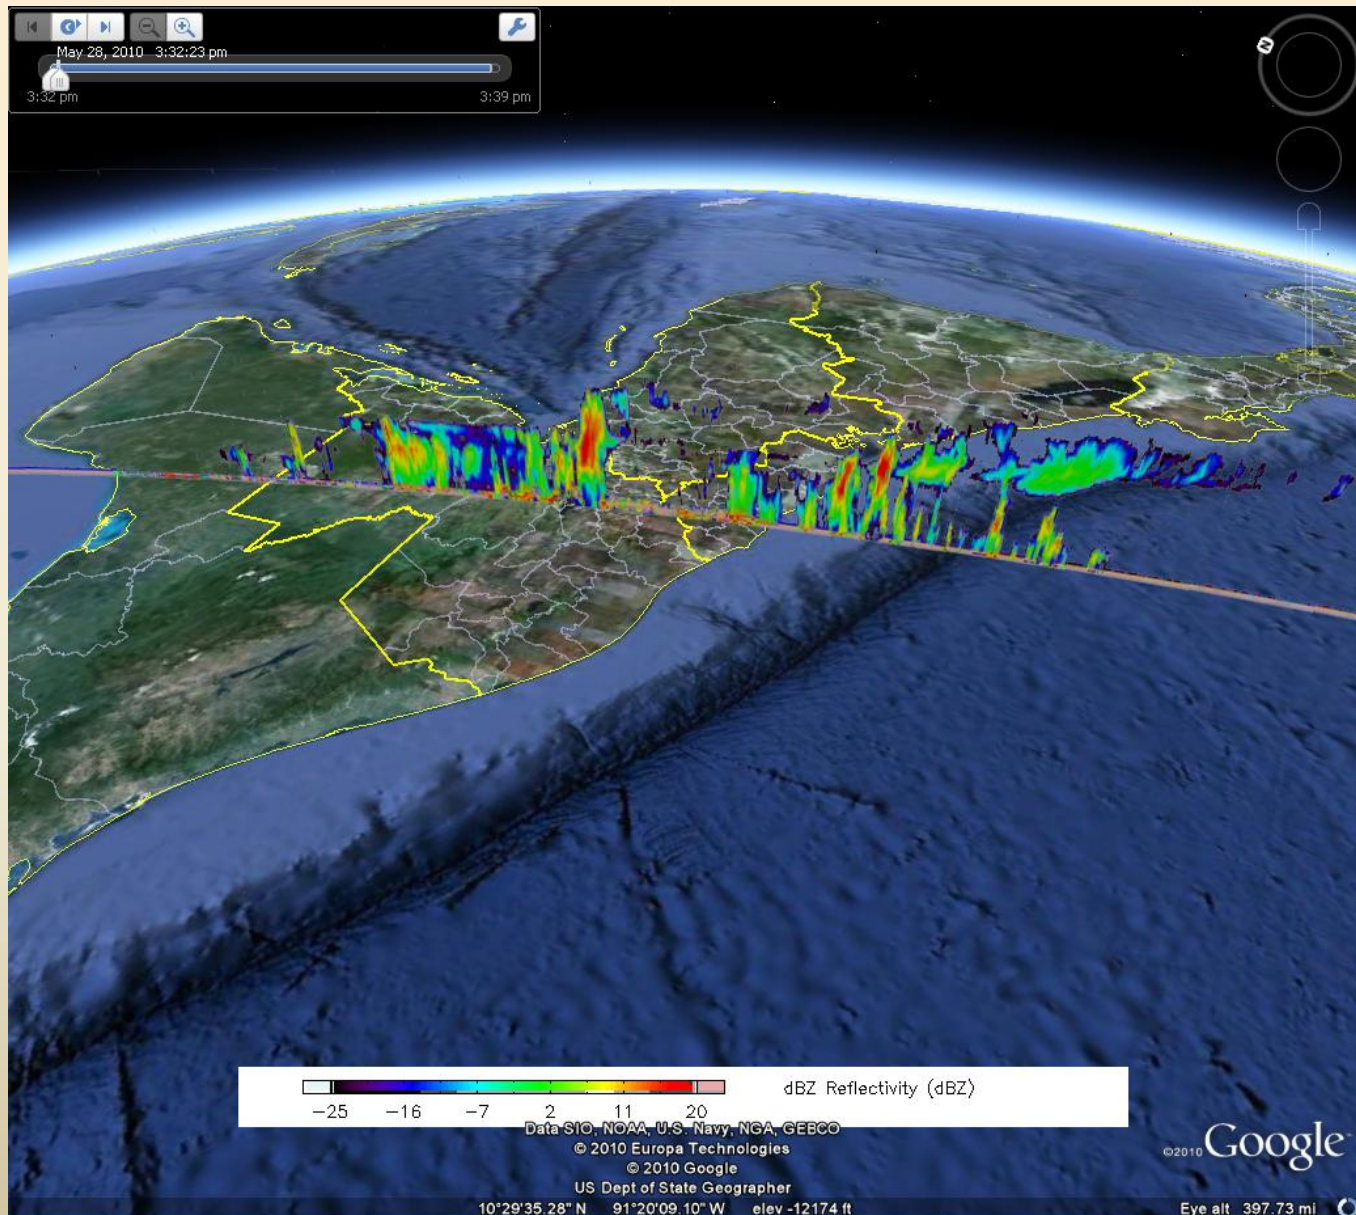 May 28, 2010 3:32:23 pm
3:32 pm 3:39 pm
N
dBZ Reflectivity (dBZ)
−25 −16 −7 2 11 20
Data SIO, NOAA, U.S. Navy, NGA, GEBCO
© 2010 Europa Technologies
© 2010 Google
US Dept of State Geographer
©2010 Google
10°29'35.28" N 91°20'09.10" W elev -12174 ft Eye alt 397.73 mi